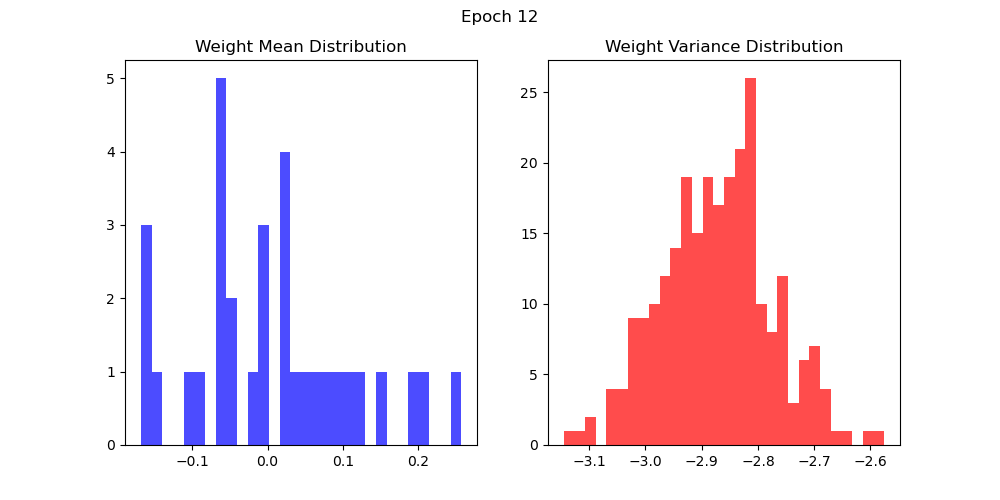 Epoch 12
Weight Mean Distribution
Weight Variance Distribution
5
4
3
2
1
0
−0.1 0.0 0.1 0.2
25
20
15
10
5
0
−3.1 −3.0 −2.9 −2.8 −2.7 −2.6